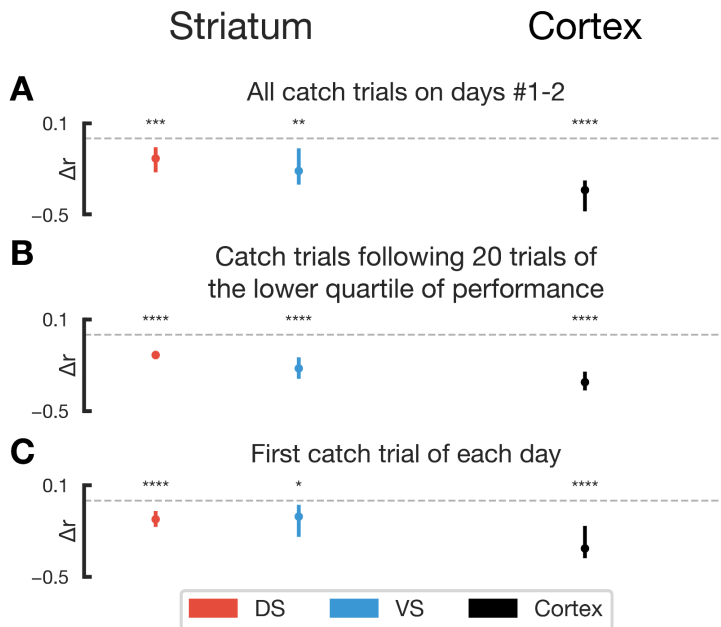 Striatum Cortex
A All catch trials on days #1-2
0.1 *** ** ****
Δr
−0.5
B Catch trials following 20 trials of
the lower quartile of performance
0.1 **** **** ****
Δr
−0.5
C First catch trial of each day
0.1 **** * ****
Δr
−0.5
DS VS Cortex